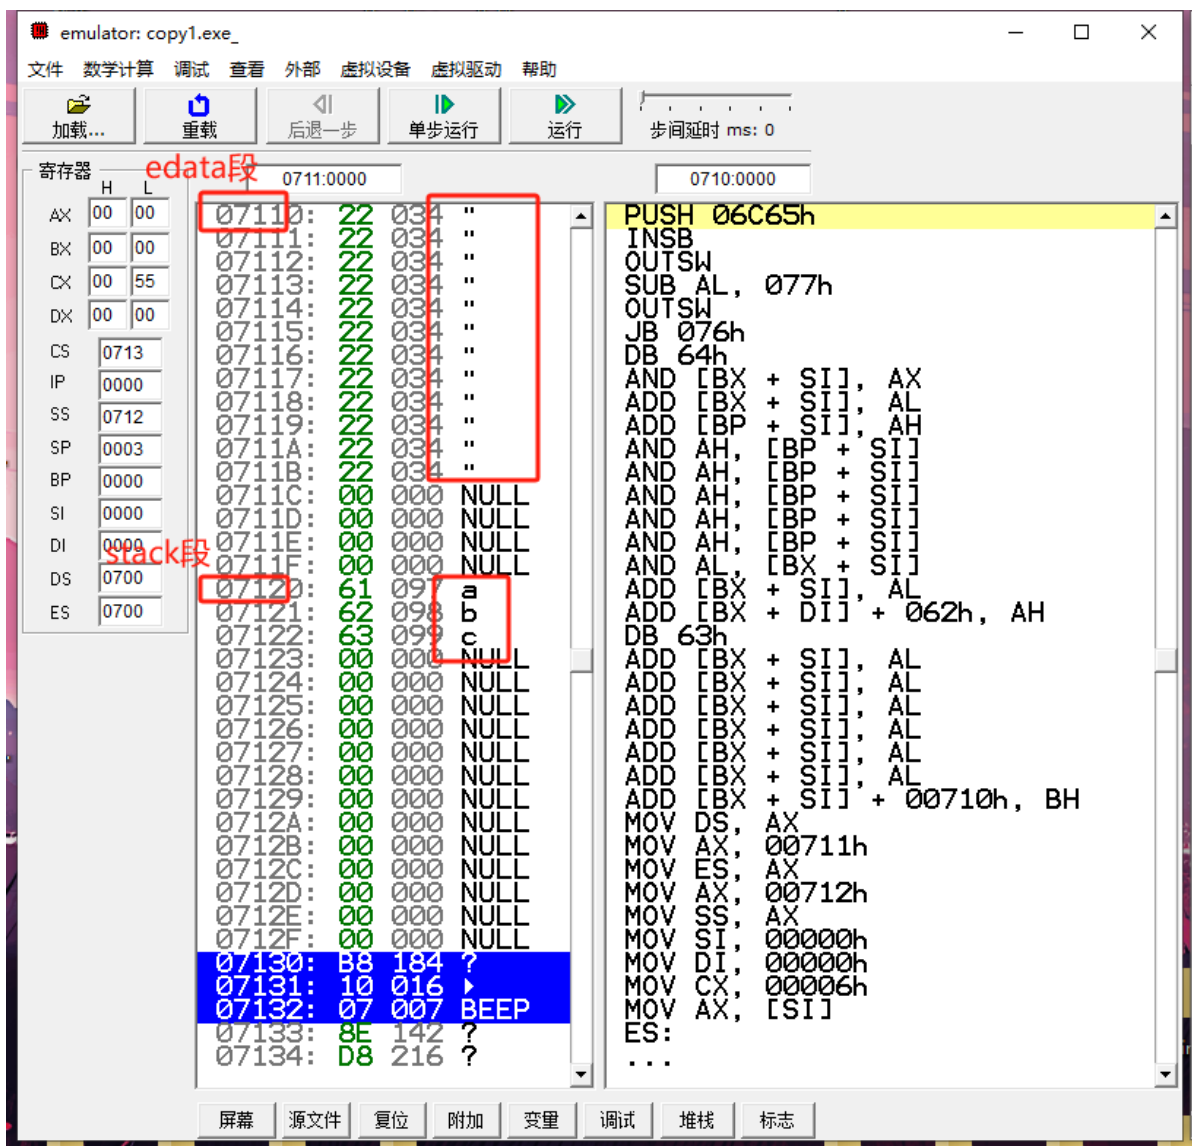 emulator: copy1.exe_
文件 数学计算 调试 查看 外部 虚拟设备 虚拟驱动 帮助
加载... 重载 后退一步 单步运行 运行 步间延时 ms: 0
寄存器
H L
AX 00 00
BX 00 00
CX 00 55
DX 00 00
CS 0713
IP 0000
SS 0712
SP 0003
BP 0000
SI 0000
DI 0000
DS 0700
ES 0700
edata段
stack段
0711:0000
07110: 22 034 "
07111: 22 034 "
07112: 22 034 "
07113: 22 034 "
07114: 22 034 "
07115: 22 034 "
07116: 22 034 "
07117: 22 034 "
07118: 22 034 "
07119: 22 034 "
0711A: 22 034 "
0711B: 22 034 "
0711C: 00 000 NULL
0711D: 00 000 NULL
0711E: 00 000 NULL
0711F: 00 000 NULL
07120: 61 097 a
07121: 62 098 b
07122: 63 099 c
07123: 00 000 NULL
07124: 00 000 NULL
07125: 00 000 NULL
07126: 00 000 NULL
07127: 00 000 NULL
07128: 00 000 NULL
07129: 00 000 NULL
0712A: 00 000 NULL
0712B: 00 000 NULL
0712C: 00 000 NULL
0712D: 00 000 NULL
0712E: 00 000 NULL
0712F: 00 000 NULL
07130: B8 184 ?
07131: 10 016 ►
07132: 07 007 BEEP
07133: 8E 142 ?
07134: D8 216 ?
0710:0000
PUSH 06C65h
INSB
OUTSW
SUB AL, 077h
OUTSW
JB 076h
DB 64h
AND [BX + SI], AX
ADD [BX + SI], AL
ADD [BP + SI], AH
AND AH, [BP + SI]
AND AH, [BP + SI]
AND AH, [BP + SI]
AND AH, [BP + SI]
AND AH, [BP + SI]
AND AL, [BX + SI]
ADD [BX + SI], AL
ADD [BX + DI] + 062h, AH
DB 63h
ADD [BX + SI], AL
ADD [BX + SI], AL
ADD [BX + SI], AL
ADD [BX + SI], AL
ADD [BX + SI], AL
ADD [BX + SI], AL
ADD [BX + SI] + 00710h, BH
MOV DS, AX
MOV AX, 00711h
MOV ES, AX
MOV AX, 00712h
MOV SS, AX
MOV SI, 00000h
MOV DI, 00000h
MOV CX, 00006h
MOV AX, [SI]
ES:
...
屏幕 源文件 复位 附加 变量 调试 堆栈 标志